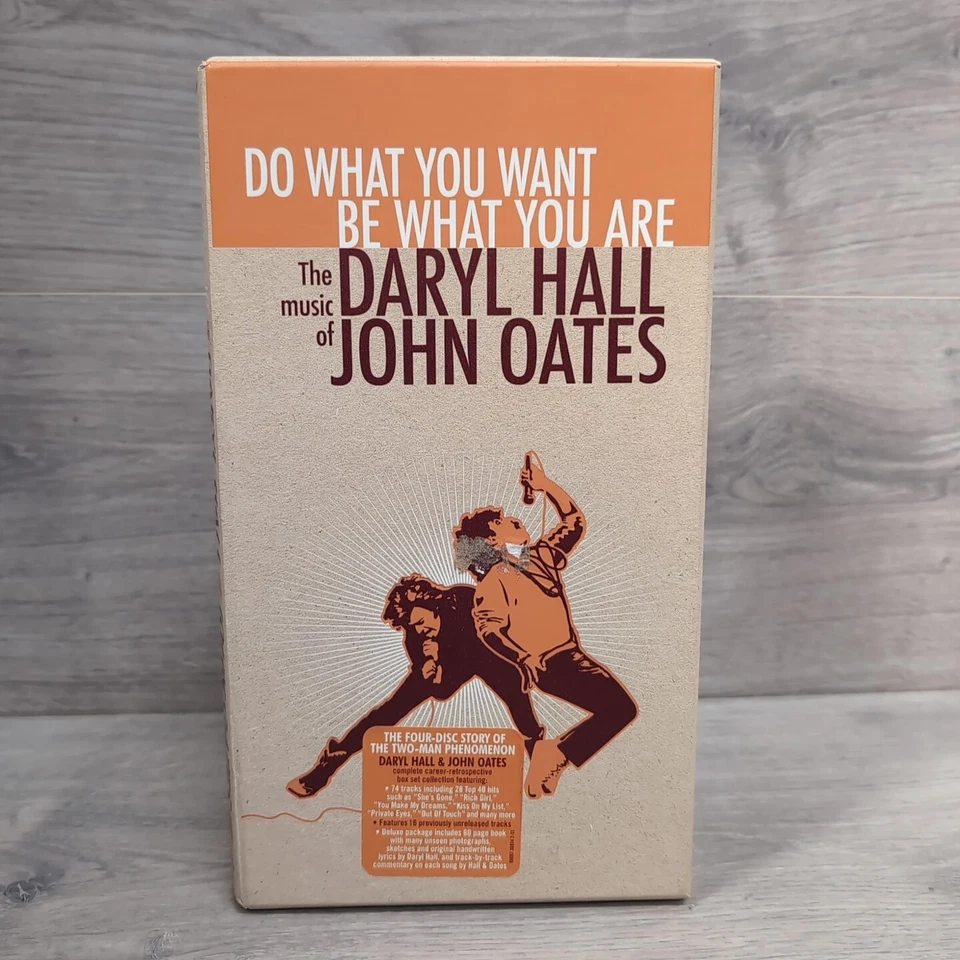 DO WHAT YOU WANT
BE WHAT YOU ARE
The
music
of
DARYL HALL
JOHN OATES
THE FOUR-DISC STORY OF
THE TWO-MAN PHENOMENON
DARYL HALL & JOHN OATES
complete career-retrospective
box set collection featuring:
• 74 tracks including 28 Top 40 hits
such as "She's Gone," "Rich Girl,"
"You Make My Dreams," "Kiss On My List,"
"Private Eyes," "Out Of Touch" and many more
• Features 16 previously unreleased tracks
• Deluxe package includes 60 page book
with many unseen photographs,
sketches and original handwritten
lyrics by Daryl Hall, and track-by-track
commentary on each song by Hall & Oates